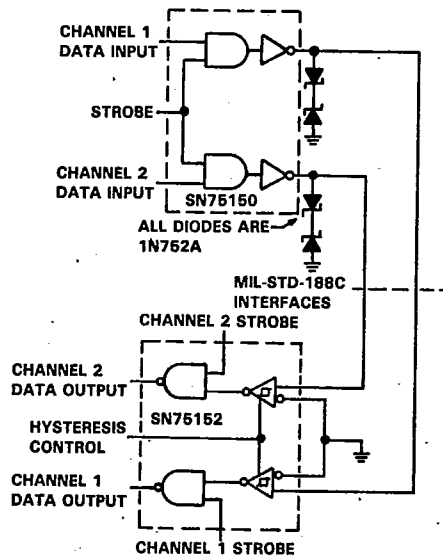 CHANNEL 1
DATA INPUT
STROBE
CHANNEL 2
DATA INPUT
SN75150
ALL DIODES ARE
1N752A
MIL-STD-188C
INTERFACES
CHANNEL 2 STROBE
CHANNEL 2
DATA OUTPUT
SN75152
HYSTERESIS
CONTROL
CHANNEL 1
DATA OUTPUT
CHANNEL 1 STROBE